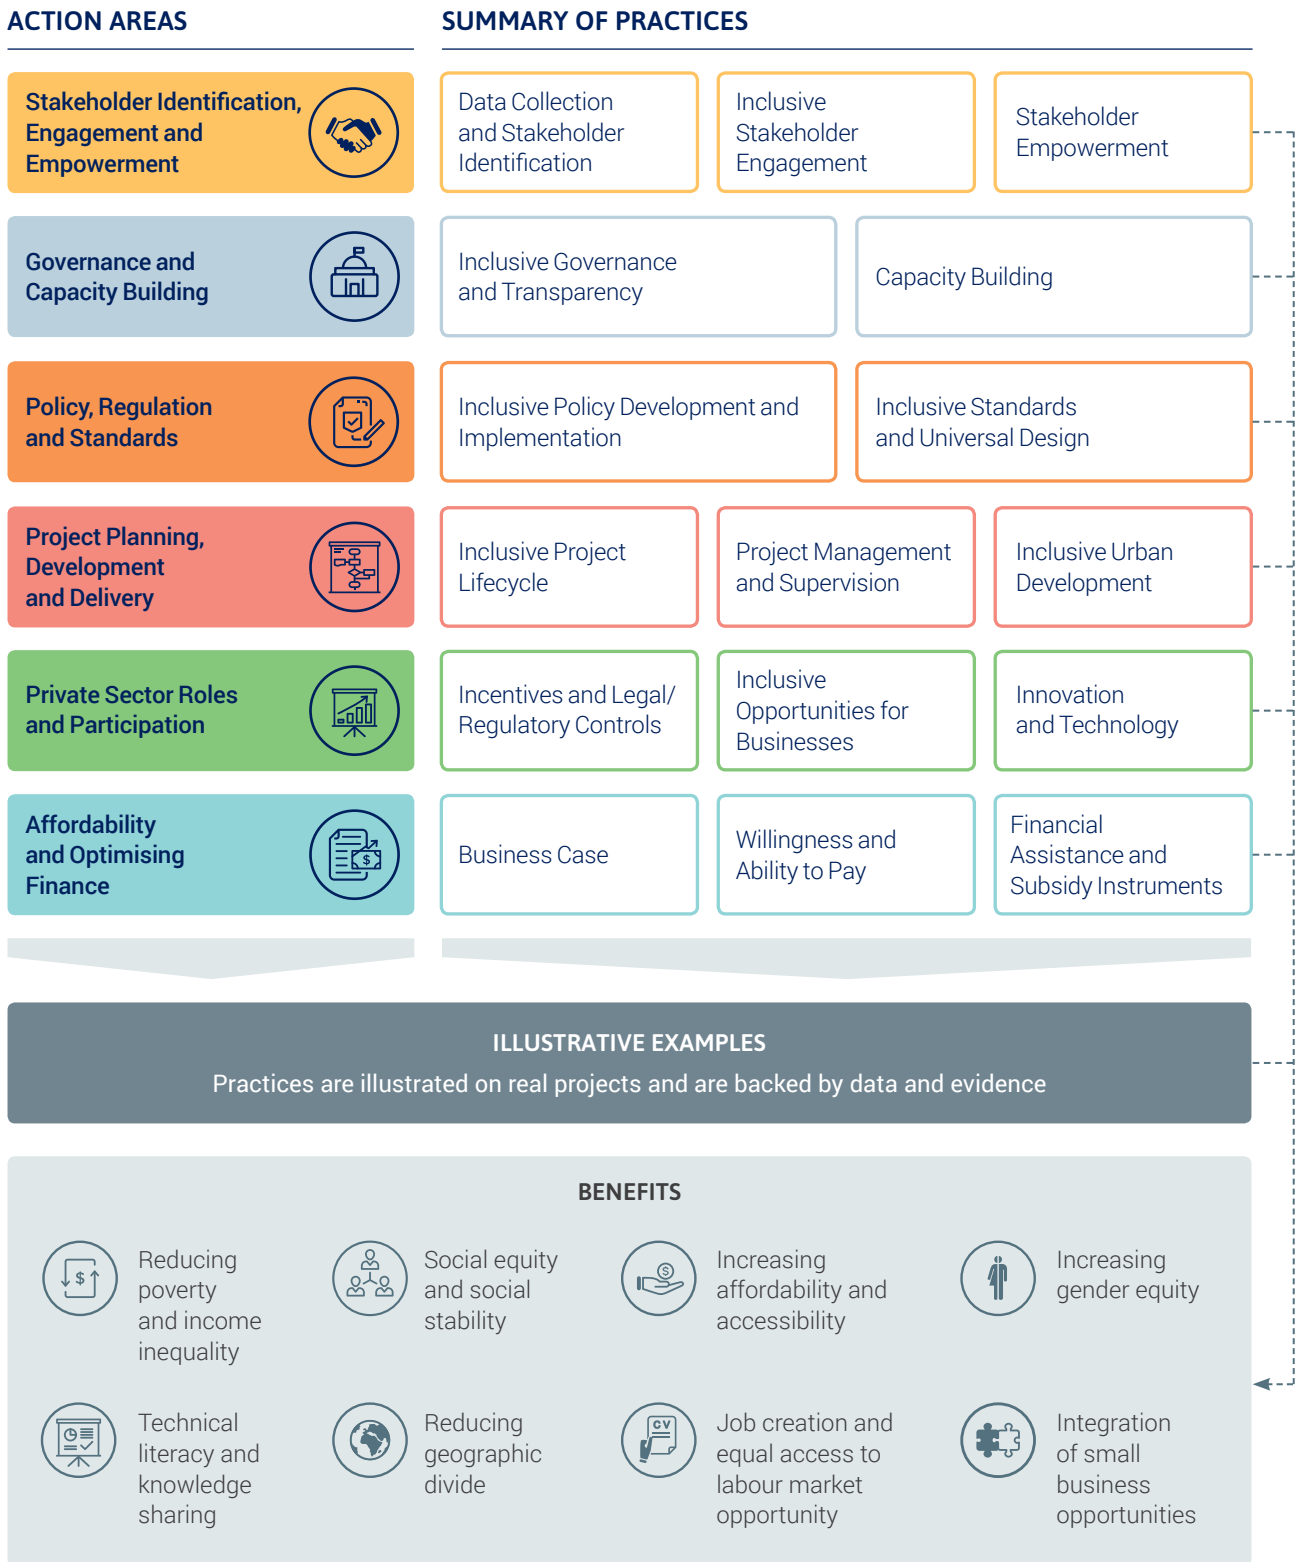 ACTION AREAS
SUMMARY OF PRACTICES
Stakeholder Identification,
Engagement and
Empowerment
Data Collection
and Stakeholder
Identification
Inclusive
Stakeholder
Engagement
Stakeholder
Empowerment
Governance and
Capacity Building
Inclusive Governance
and Transparency
Capacity Building
Policy, Regulation
and Standards
Inclusive Policy Development and
Implementation
Inclusive Standards
and Universal Design
Project Planning,
Development
and Delivery
Inclusive Project
Lifecycle
Project Management
and Supervision
Inclusive Urban
Development
Private Sector Roles
and Participation
Incentives and Legal/
Regulatory Controls
Inclusive
Opportunities for
Businesses
Innovation
and Technology
Affordability
and Optimising
Finance
$
Business Case
Willingness and
Ability to Pay
Financial
Assistance and
Subsidy Instruments
ILLUSTRATIVE EXAMPLES
Practices are illustrated on real projects and are backed by data and evidence
BENEFITS
$
Reducing
poverty
and income
inequality
Social equity
and social
stability
$
Increasing
affordability and
accessibility
Increasing
gender equity
Technical
literacy and
knowledge
sharing
Reducing
geographic
divide
CV
Job creation and
equal access to
labour market
opportunity
Integration
of small
business
opportunities